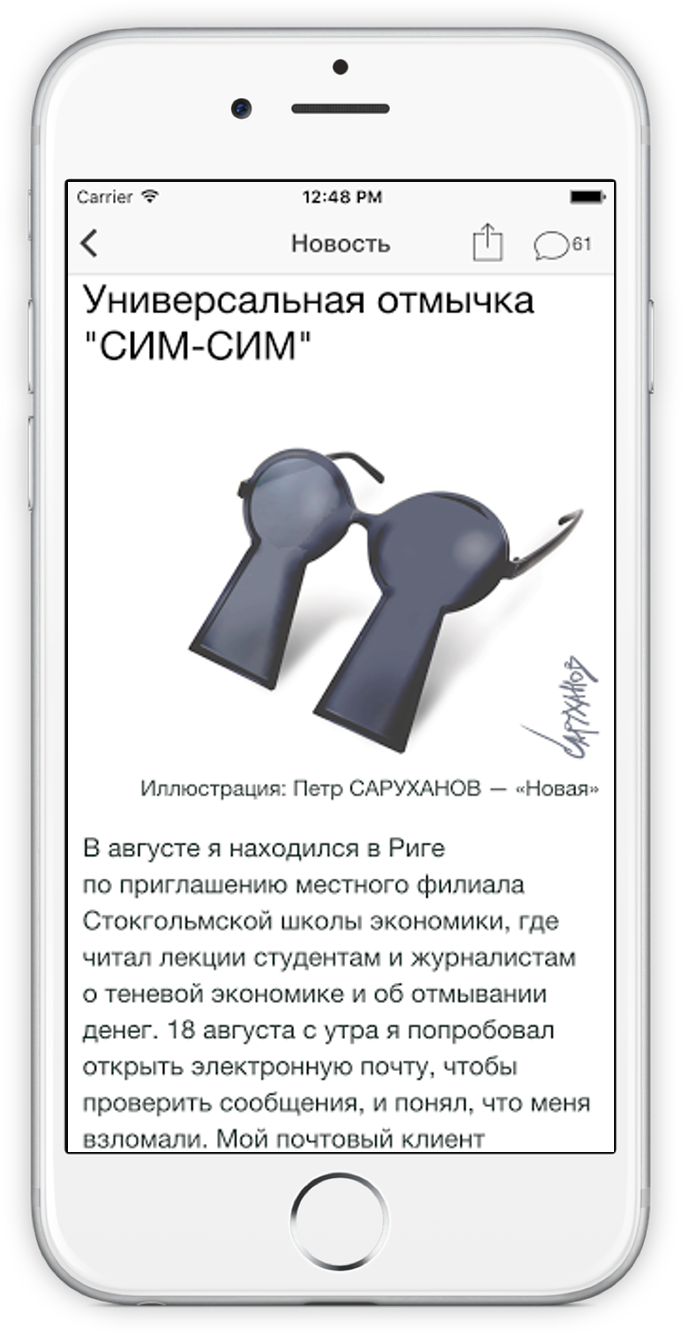 Carrier 12:48 PM
Новость 61
Универсальная отмычка
"СИМ-СИМ"
САРУХАНОВ
Иллюстрация: Петр САРУХАНОВ — «Новая»
В августе я находился в Риге
по приглашению местного филиала
Стокгольмской школы экономики, где
читал лекции студентам и журналистам
о теневой экономике и об отмывании
денег. 18 августа с утра я попробовал
открыть электронную почту, чтобы
проверить сообщения, и понял, что меня
взломали. Мой почтовый клиент